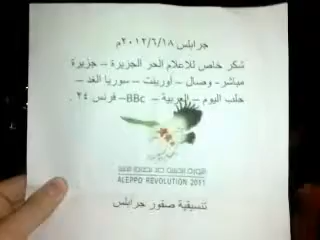 جرابلس ٢٠١٢/٦/١٨م
شكر خاص للاعلام الحر الجزيرة – جزيرة
مباشر- وصال – أورينت – سوريا الغد –
حلب اليوم – العربية – BBc– فرنس ٢٤ .
ALEPPO REVOLUTION 2011
تنسيقية صقور جرابلس